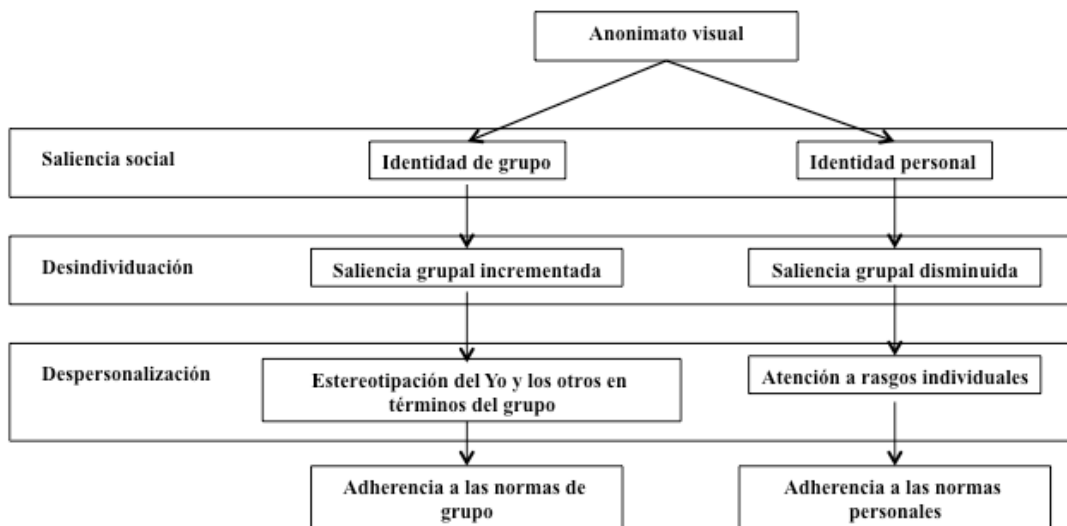 Anonimato visual
Saliencia social
Identidad de grupo
Identidad personal
Desindividuación
Saliencia grupal incrementada
Saliencia grupal disminuida
Despersonalización
Estereotipación del Yo y los otros en
términos del grupo
Atención a rasgos individuales
Adherencia a las normas de
grupo
Adherencia a las normas
personales